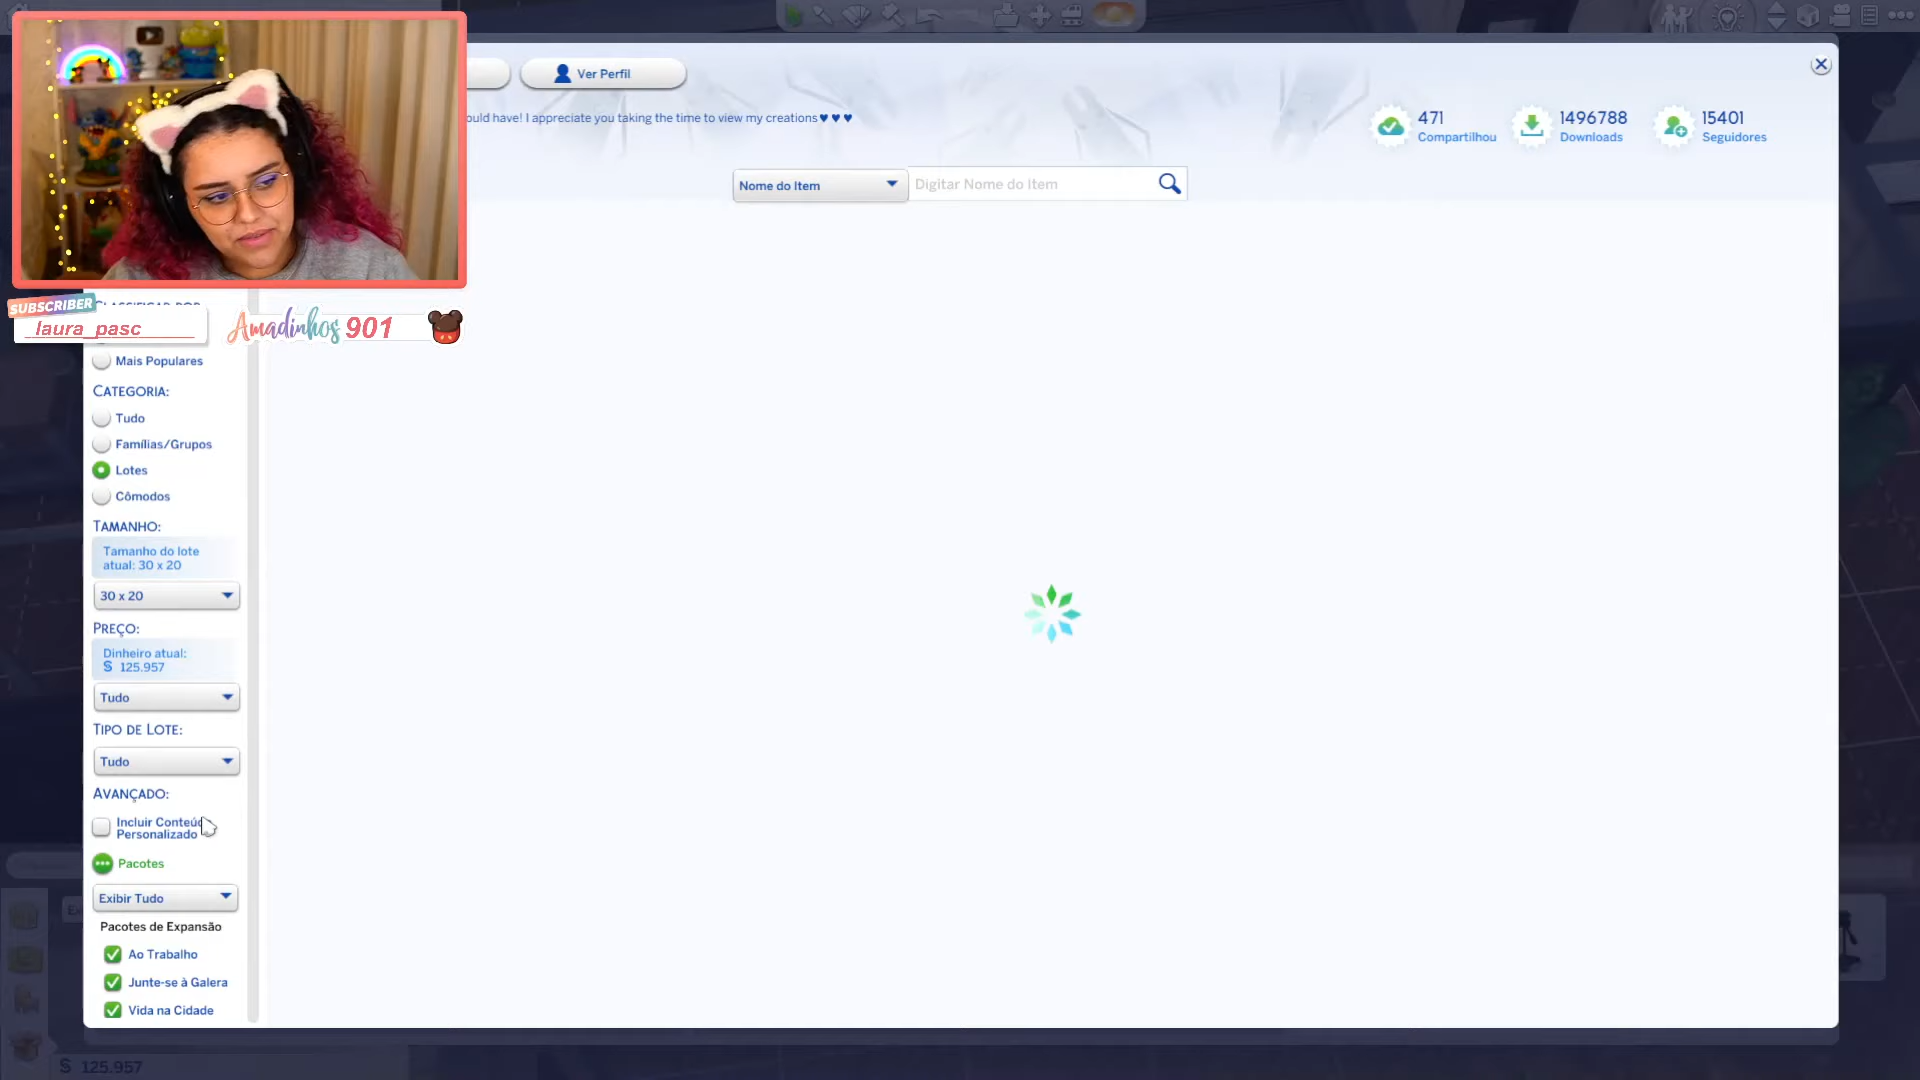 Ver Perfil
ould have! I appreciate you taking the time to view my creations♥♥♥
471
Compartilhou
1496788
Downloads
15401
Seguidores
Nome do Item
Digitar Nome do Item
SUBSCRIBER
laura_pasc
Amadinhos 901
CLASSIFICAR POR
Mais Populares
CATEGORIA:
Tudo
Famílias/Grupos
Lotes
Cômodos
TAMANHO:
Tamanho do lote
atual: 30 x 20
30 x 20
PREÇO:
Dinheiro atual:
§ 125.957
Tudo
TIPO DE LOTE:
Tudo
AVANÇADO:
Incluir Conteúd
Personalizado
Pacotes
Exibir Tudo
Pacotes de Expansão
Ao Trabalho
Junte-se à Galera
Vida na Cidade
§ 125.957